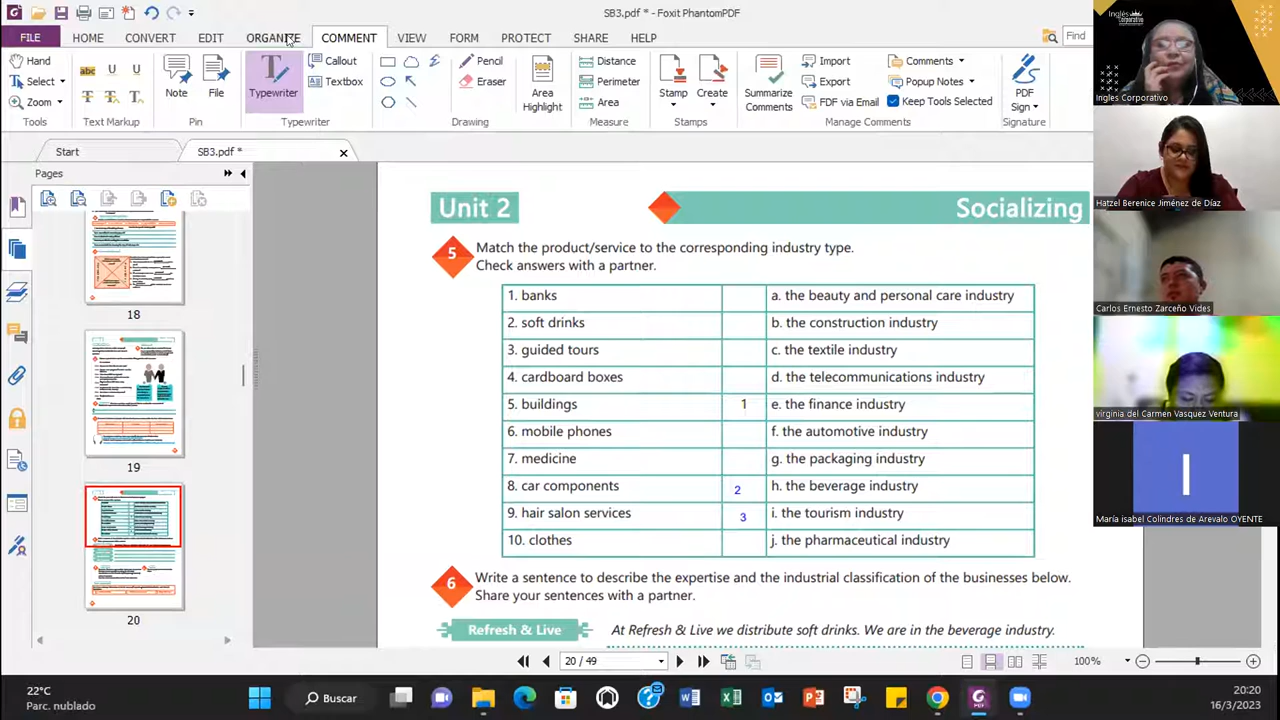 SB3.pdf * - Foxit PhantomPDF
FILE HOME CONVERT EDIT ORGANIZE COMMENT VIEW FORM PROTECT SHARE HELP Find
Hand Select Zoom Tools
abc U U T T T Text Markup
Note File Pin
Typewriter Callout Textbox Typewriter
Pencil Eraser Drawing
Area Highlight
Distance Perimeter Area Measure
Stamp Create Stamps
Summarize Comments Import Export FDF via Email Comments Popup Notes Keep Tools Selected Manage Comments
PDF Sign Signature
Start SB3.pdf *
Pages
18
19
20
Unit 2 Socializing
5 Match the product/service to the corresponding industry type.
Check answers with a partner.
1. banks a. the beauty and personal care industry
2. soft drinks b. the construction industry
3. guided tours c. the textile industry
4. cardboard boxes d. the telecommunications industry
5. buildings 1 e. the finance industry
6. mobile phones f. the automotive industry
7. medicine g. the packaging industry
8. car components 2 h. the beverage industry
9. hair salon services 3 i. the tourism industry
10. clothes j. the pharmaceutical industry
6 Write a sentence to describe the expertise and the industrial classification of the businesses below.
Share your sentences with a partner.
Refresh & Live At Refresh & Live we distribute soft drinks. We are in the beverage industry.
20 / 49 100%
Inglés Corporativo
Ingles Corporativo
Hatzel Berenice Jiménez de Díaz
Carlos Ernesto Zarceño Vides
virginia del Carmen Vasquez Ventura
I
María isabel Colindres de Arevalo OYENTE
22°C
Parc. nublado
Buscar
20:20
16/3/2023